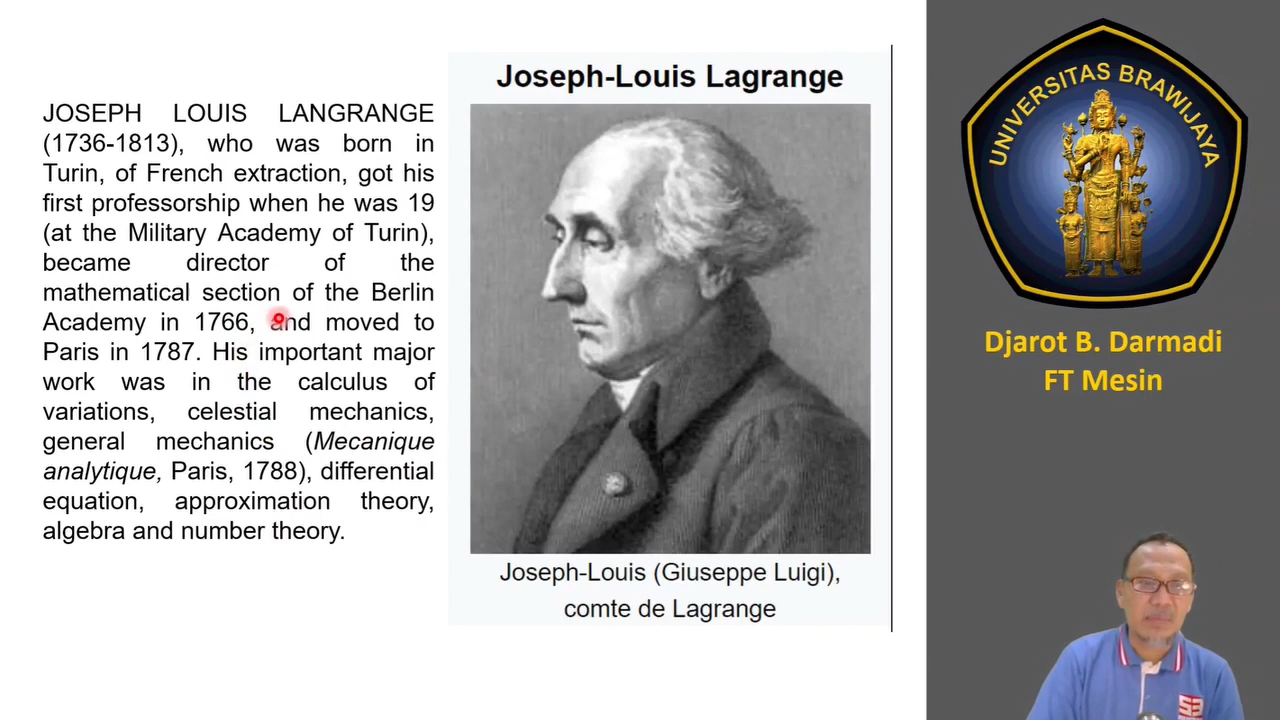 JOSEPH LOUIS LANGRANGE
(1736-1813), who was born in
Turin, of French extraction, got his
first professorship when he was 19
(at the Military Academy of Turin),
became director of the
mathematical section of the Berlin
Academy in 1766, and moved to
Paris in 1787. His important major
work was in the calculus of
variations, celestial mechanics,
general mechanics (Mecanique
analytique, Paris, 1788), differential
equation, approximation theory,
algebra and number theory.
Joseph-Louis Lagrange
Joseph-Louis (Giuseppe Luigi),
comte de Lagrange
UNIVERSITAS BRAWIJAYA
Djarot B. Darmadi
FT Mesin